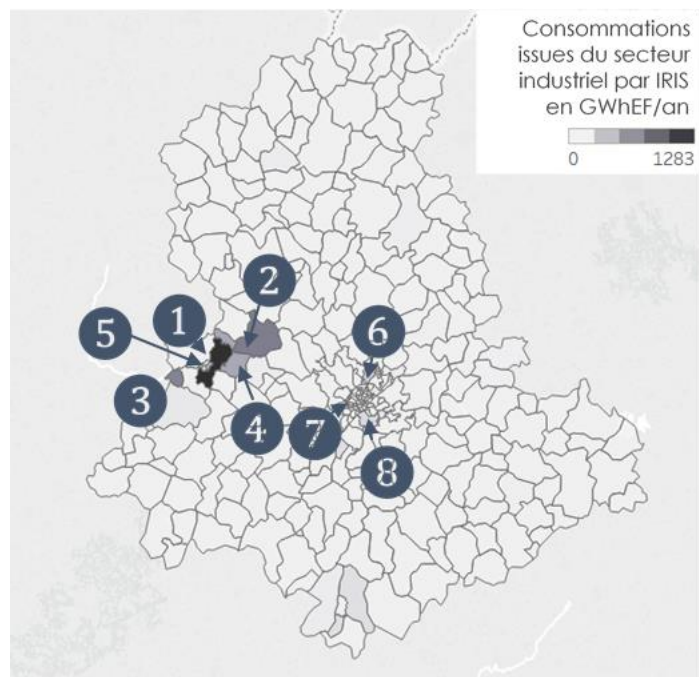 Consommations
issues du secteur
industriel par IRIS
en GWhEF/an
0 1283
2
1
6
5
3
4
7
8